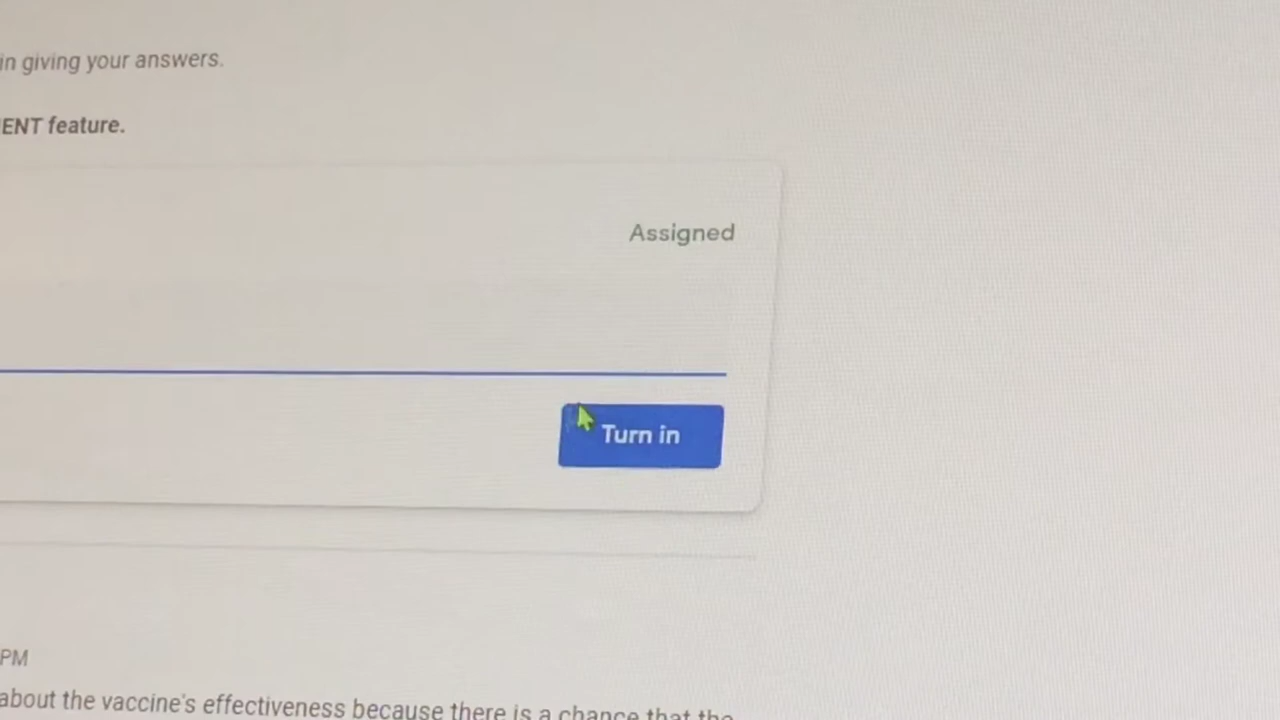 in giving your answers.
ENT feature.
Assigned
Turn in
PM
about the vaccine's effectiveness because there is a chance that the